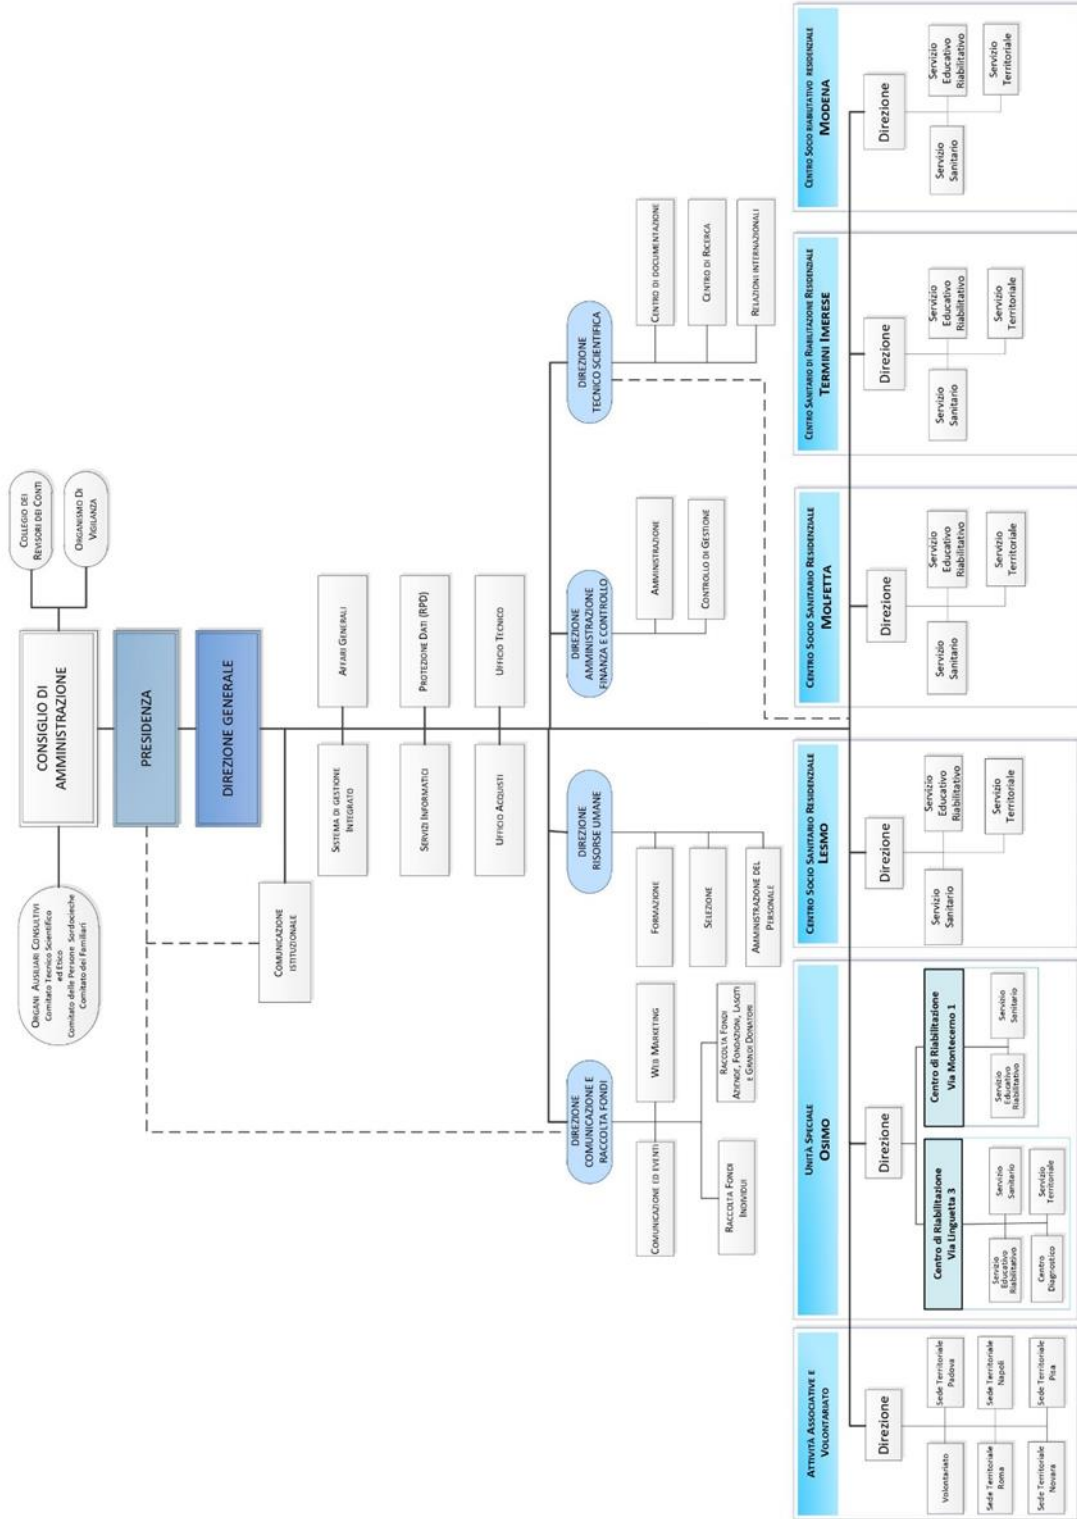 COLLEGIO DEI
REVISORI DEI CONTI
ORGANISMO DI
VIGILANZA
CONSIGLIO DI
AMMINISTRAZIONE
ORGANI AUSILIARI CONSULTIVI
Comitato Tecnico Scientifico
ed Etico
Comitato delle Persone Sordocieche
Comitato dei Familiari
PRESIDENZA
DIREZIONE GENERALE
COMUNICAZIONE
ISTITUZIONALE
SISTEMA DI GESTIONE
INTEGRATO
AFFARI GENERALI
SERVIZI INFORMATICI
PROTEZIONE DATI (RPD)
UFFICIO ACQUISTI
UFFICIO TECNICO
DIREZIONE
COMUNICAZIONE E
RACCOLTA FONDI
COMUNICAZIONE ED EVENTI
WEB MARKETING
RACCOLTA FONDI
INDIVIDUI
RACCOLTA FONDI
AZIENDE, FONDAZIONI, LASCITI
E GRANDI DONATORI
DIREZIONE
RISORSE UMANE
FORMAZIONE
SELEZIONE
AMMINISTRAZIONE DEL
PERSONALE
DIREZIONE
AMMINISTRAZIONE
FINANZA E CONTROLLO
AMMINISTRAZIONE
CONTROLLO DI GESTIONE
DIREZIONE
TECNICO SCIENTIFICA
CENTRO DI DOCUMENTAZIONE
CENTRO DI RICERCA
RELAZIONI INTERNAZIONALI
ATTIVITÀ ASSOCIATIVE E
VOLONTARIATO
Direzione
Volontariato
Sede Territoriale
Padova
Sede Territoriale
Roma
Sede Territoriale
Napoli
Sede Territoriale
Novara
Sede Territoriale
Pisa
UNITÀ SPECIALE
OSIMO
Direzione
Centro di Riabilitazione
Via Linguetta 3
Servizio
Educativo
Riabilitativo
Servizio
Sanitario
Centro
Diagnostico
Servizio
Territoriale
Centro di Riabilitazione
Via Montecerno 1
Servizio
Educativo
Riabilitativo
Servizio
Sanitario
CENTRO SOCIO SANITARIO RESIDENZIALE
LESMO
Direzione
Servizio
Sanitario
Servizio
Educativo
Riabilitativo
Servizio
Territoriale
CENTRO SOCIO SANITARIO RESIDENZIALE
MOLFETTA
Direzione
Servizio
Sanitario
Servizio
Educativo
Riabilitativo
Servizio
Territoriale
CENTRO SANITARIO DI RIABILITAZIONE RESIDENZIALE
TERMINI IMERESE
Direzione
Servizio
Sanitario
Servizio
Educativo
Riabilitativo
Servizio
Territoriale
CENTRO SOCIO RIABILITATIVO RESIDENZIALE
MODENA
Direzione
Servizio
Sanitario
Servizio
Educativo
Riabilitativo
Servizio
Territoriale